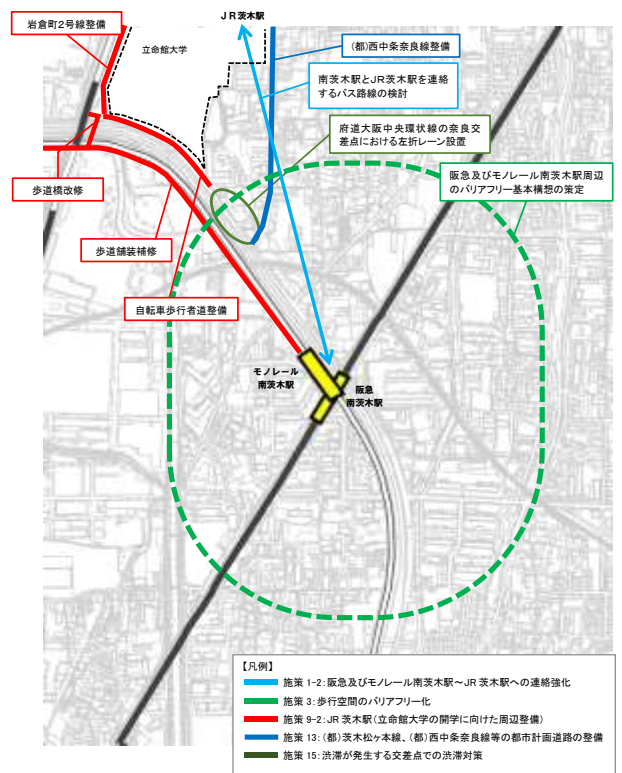 JR茨木駅
岩倉町2号線整備
立命館大学
(都)西中条奈良線整備
南茨木駅とJR茨木駅を連絡
するバス路線の検討
府道大阪中央環状線の奈良交
差点における左折レーン設置
阪急及びモノレール南茨木駅周辺
のバリアフリー基本構想の策定
歩道橋改修
歩道舗装補修
自転車歩行者道整備
モノレール
南茨木駅
阪急
南茨木駅
【凡例】
施策 1-2:阪急及びモノレール南茨木駅～JR 茨木駅への連絡強化
施策 3:歩行空間のバリアフリー化
施策 9-2:JR 茨木駅(立命館大学の開学に向けた周辺整備)
施策 13:(都)茨木松ヶ本線、(都)西中条奈良線等の都市計画道路の整備
施策 15:渋滞が発生する交差点での渋滞対策